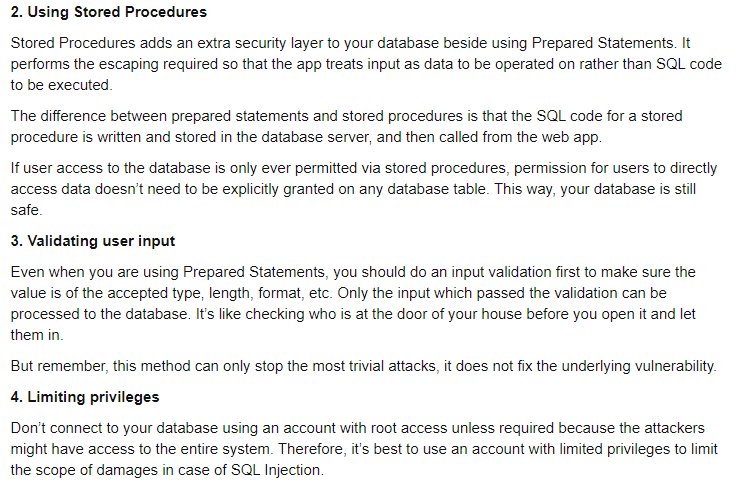 2. Using Stored Procedures
Stored Procedures adds an extra security layer to your database beside using Prepared Statements. It
performs the escaping required so that the app treats input as data to be operated on rather than SQL code
to be executed.
The difference between prepared statements and stored procedures is that the SQL code for a stored
procedure is written and stored in the database server, and then called from the web app.
If user access to the database is only ever permitted via stored procedures, permission for users to directly
access data doesn't need to be explicitly granted on any database table. This way, your database is still
safe.
3. Validating user input
Even when you are using Prepared Statements, you should do an input validation first to make sure the
value is of the accepted type, length, format, etc. Only the input which passed the validation can be
processed to the database. It's like checking who is at the door of your house before you open it and let
them in.
But remember, this method can only stop the most trivial attacks, it does not fix the underlying vulnerability.
4. Limiting privileges
Don't connect to your database using an account with root access unless required because the attackers
might have access to the entire system. Therefore, it's best to use an account with limited privileges to limit
the scope of damages in case of SQL Injection.